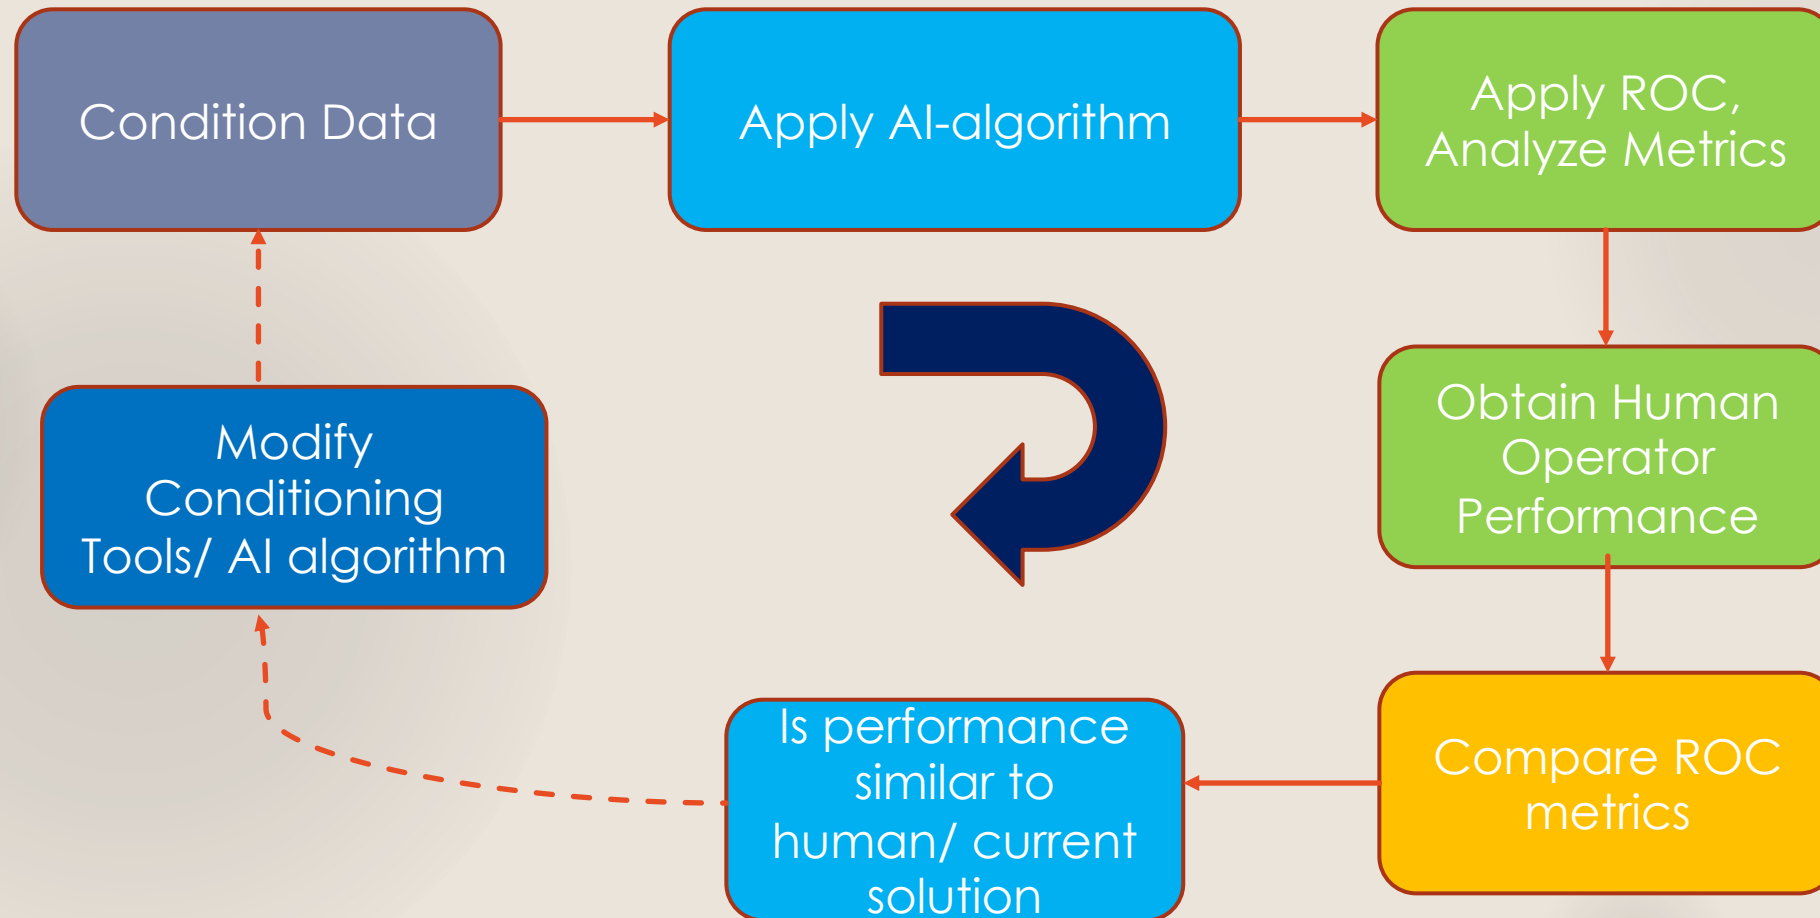 Condition Data
Apply AI-algorithm
Apply ROC,
Analyze Metrics
Obtain Human
Operator
Performance
Compare ROC
metrics
Is performance
similar to
human/ current
solution
Modify
Conditioning
Tools/ AI algorithm